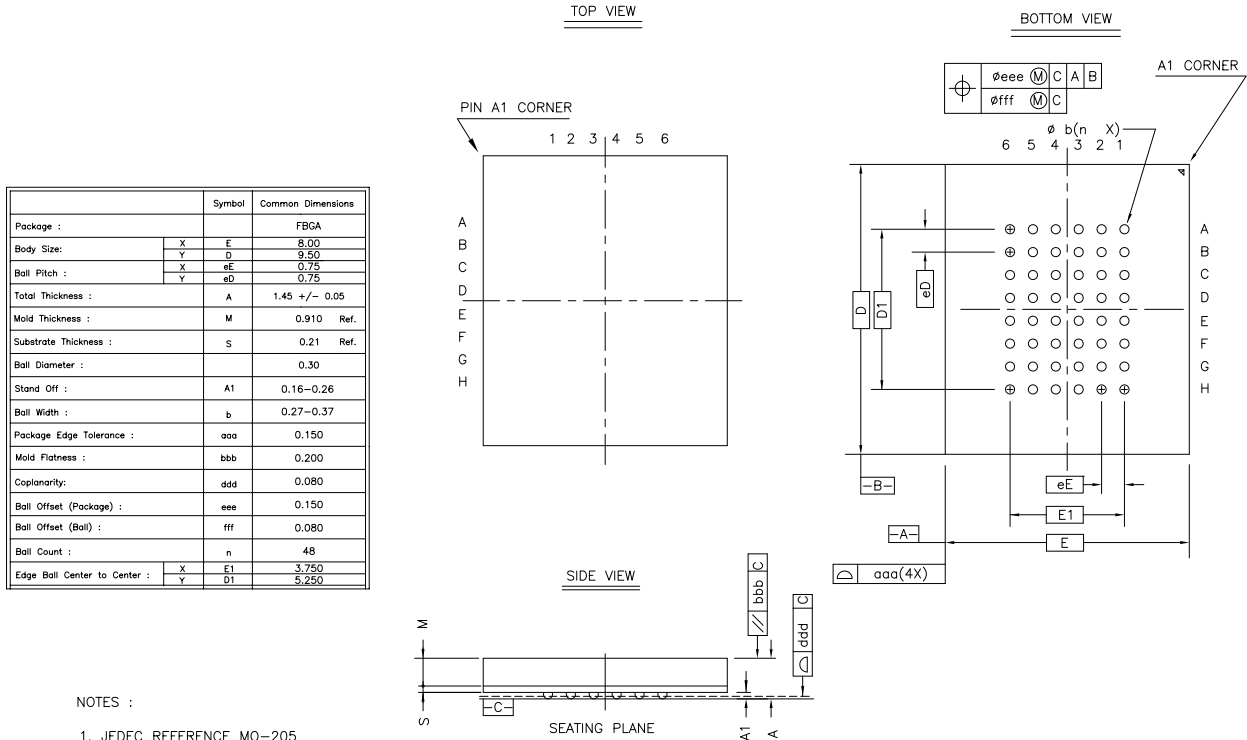 TOP VIEW
BOTTOM VIEW
A1 CORNER
øeee Ⓜ C A B
øfff Ⓜ C
PIN A1 CORNER
ø b(n X)
1 2 3 4 5 6
6 5 4 3 2 1
A
B
C
D
E
F
G
H
A
B
C
D
E
F
G
H
D
D1
eD
-B-
eE
E1
-A-
E
aaa(4X)
Symbol Common Dimensions
Package : FBGA
Body Size: X E 8.00
Y D 9.50
Ball Pitch : X eE 0.75
Y eD 0.75
Total Thickness : A 1.45 +/- 0.05
Mold Thickness : M 0.910 Ref.
Substrate Thickness : S 0.21 Ref.
Ball Diameter : 0.30
Stand Off : A1 0.16-0.26
Ball Width : b 0.27-0.37
Package Edge Tolerance : aaa 0.150
Mold Flatness : bbb 0.200
Coplanarity: ddd 0.080
Ball Offset (Package) : eee 0.150
Ball Offset (Ball) : fff 0.080
Ball Count : n 48
Edge Ball Center to Center : X E1 3.750
Y D1 5.250
SIDE VIEW
// bbb C
ddd C
M
S
-C-
SEATING PLANE
A1
A
NOTES :
1. JEDEC REFERENCE MO-205